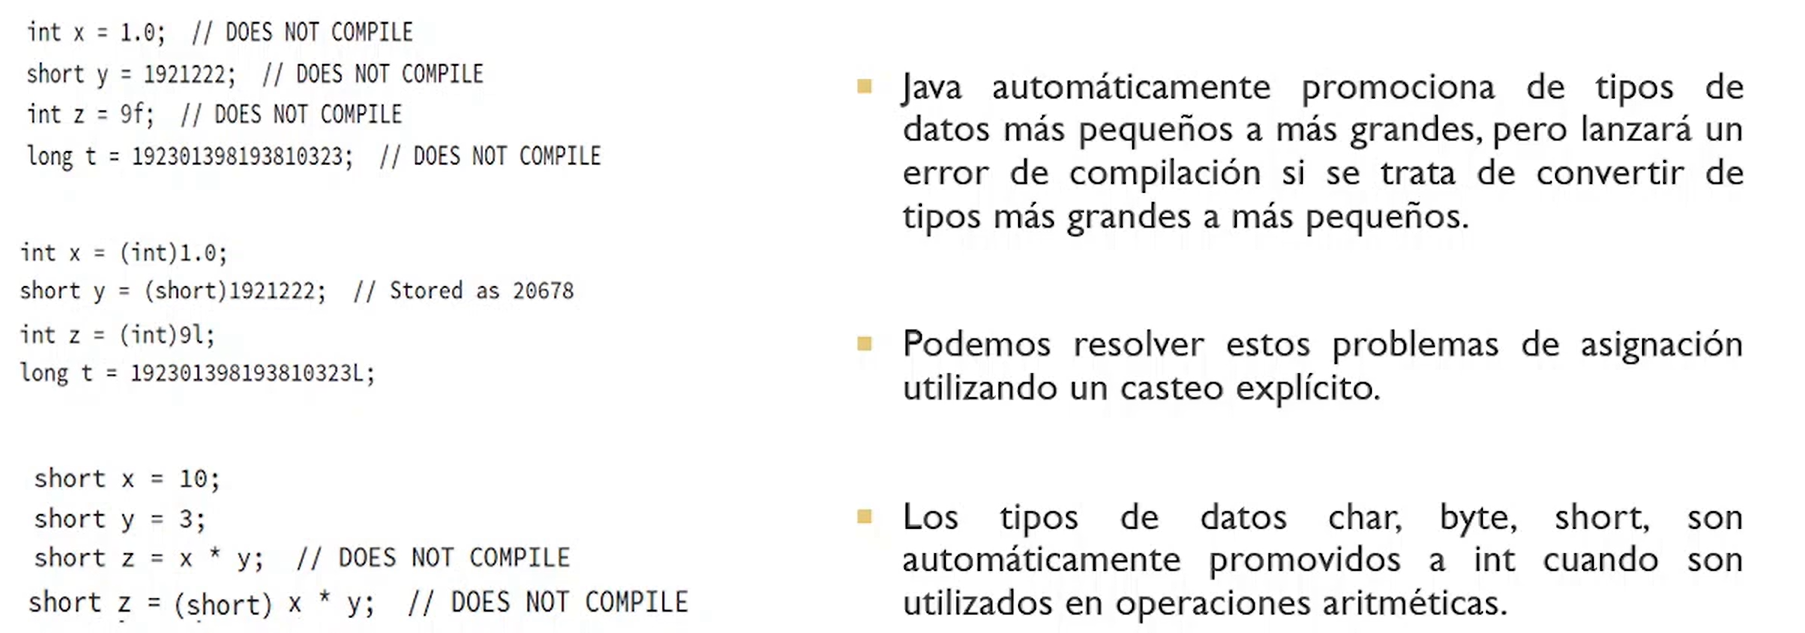 int x = 1.0;  // DOES NOT COMPILE
short y = 1921222;  // DOES NOT COMPILE
int z = 9f;  // DOES NOT COMPILE
long t = 192301398193810323;  // DOES NOT COMPILE
int x = (int)1.0;
short y = (short)1921222;  // Stored as 20678
int z = (int)9l;
long t = 192301398193810323L;
short x = 10;
short y = 3;
short z = x * y;  // DOES NOT COMPILE
short z = (short) x * y;  // DOES NOT COMPILE
Java automáticamente promociona de tipos de
datos más pequeños a más grandes, pero lanzará un
error de compilación si se trata de convertir de
tipos más grandes a más pequeños.
Podemos resolver estos problemas de asignación
utilizando un casteo explícito.
Los tipos de datos char, byte, short, son
automáticamente promovidos a int cuando son
utilizados en operaciones aritméticas.